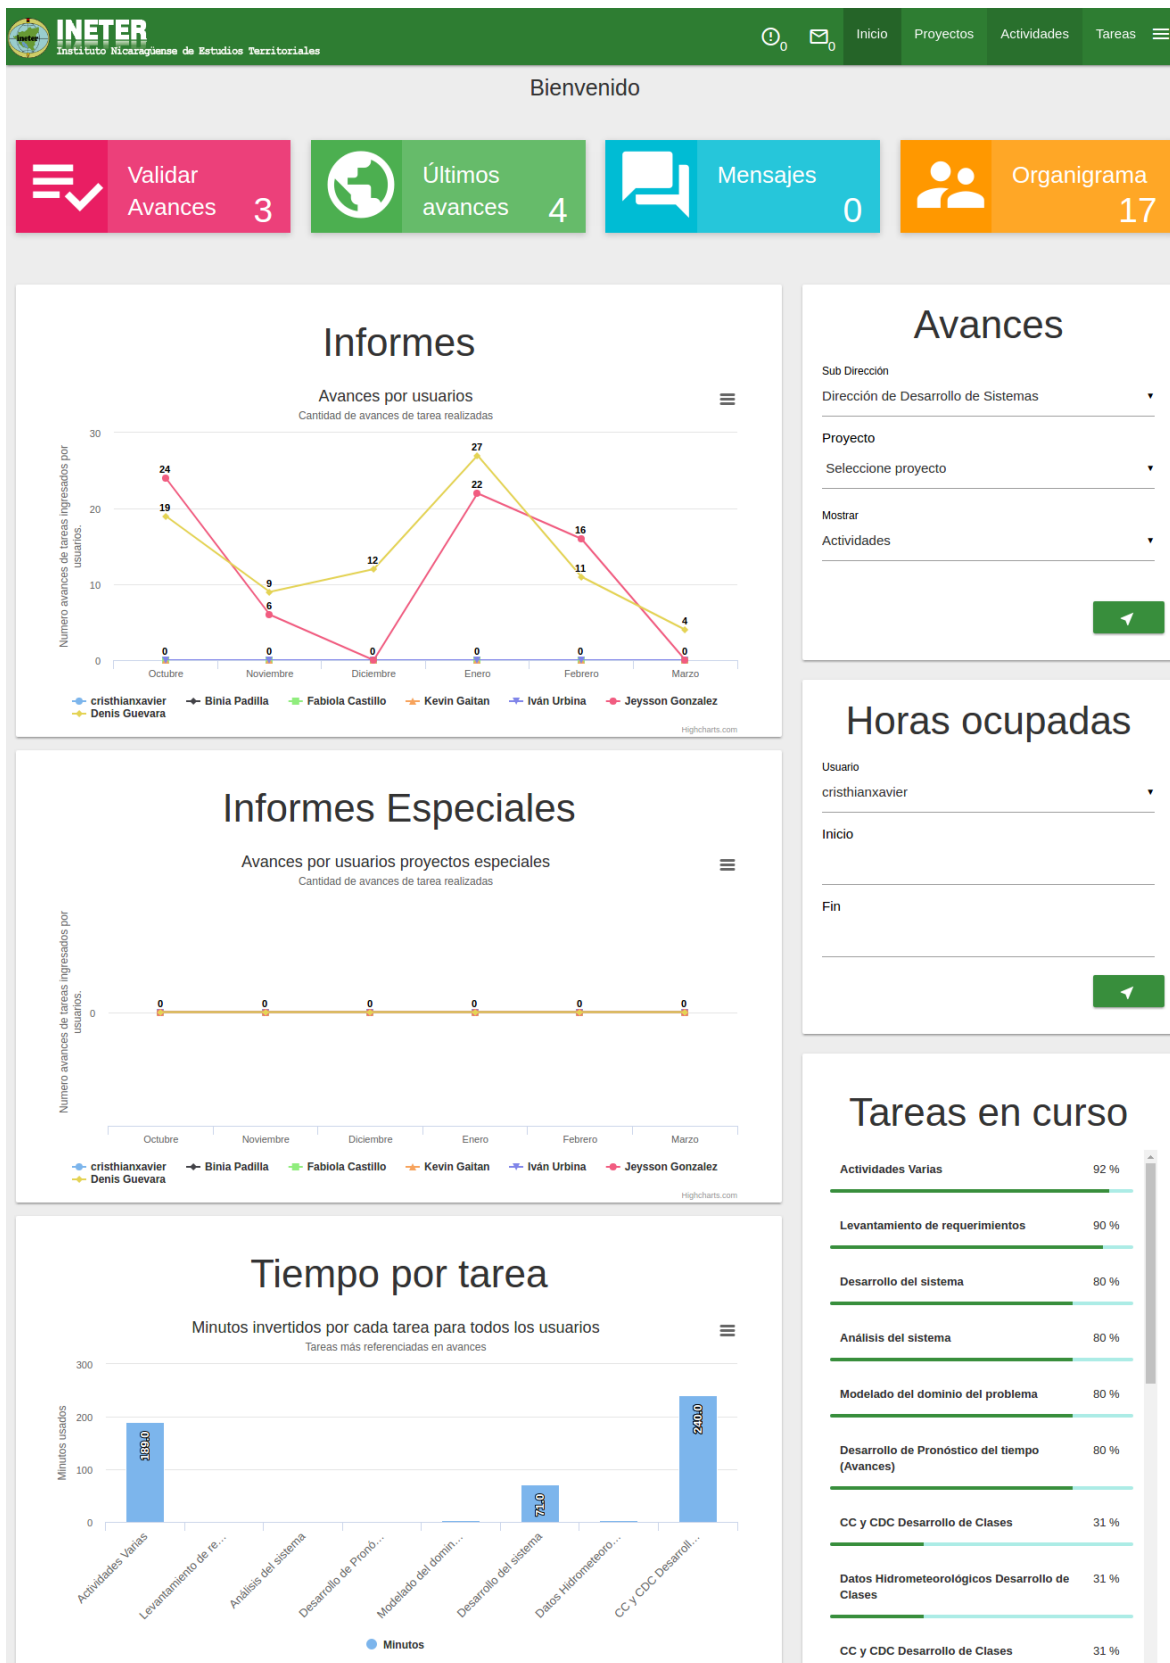 ineter
INETER
Instituto Nicaragüense de Estudios Territoriales
0
0
Inicio
Proyectos
Actividades
Tareas
Bienvenido
Validar
Avances
3
Últimos
avances
4
Mensajes
0
Organigrama
17
Informes
Avances por usuarios
Cantidad de avances de tarea realizadas
Numero avances de tareas ingresados por
usuarios.
30
20
10
0
24
19
9
6
12
27
22
16
11
4
0
0
0
0
0
0
Octubre
Noviembre
Diciembre
Enero
Febrero
Marzo
cristhianxavier
Binia Padilla
Fabiola Castillo
Kevin Gaitan
Iván Urbina
Jeysson Gonzalez
Denis Guevara
Highcharts.com
Informes Especiales
Avances por usuarios proyectos especiales
Cantidad de avances de tarea realizadas
Numero avances de tareas ingresados por
usuarios.
0
0
0
0
0
0
0
Octubre
Noviembre
Diciembre
Enero
Febrero
Marzo
cristhianxavier
Binia Padilla
Fabiola Castillo
Kevin Gaitan
Iván Urbina
Jeysson Gonzalez
Denis Guevara
Highcharts.com
Tiempo por tarea
Minutos invertidos por cada tarea para todos los usuarios
Tareas más referenciadas en avances
Minutos usados
300
200
100
0
189.0
71.0
240.0
Actividades Varias
Levantamiento de re...
Análisis del sistema
Desarrollo de Pronó...
Modelado del domin...
Desarrollo del sistema
Datos Hidrometeoro...
CC y CDC Desarroll...
Minutos
Avances
Sub Dirección
Dirección de Desarrollo de Sistemas
Proyecto
Seleccione proyecto
Mostrar
Actividades
Horas ocupadas
Usuario
cristhianxavier
Inicio
Fin
Tareas en curso
Actividades Varias 92 %
Levantamiento de requerimientos 90 %
Desarrollo del sistema 80 %
Análisis del sistema 80 %
Modelado del dominio del problema 80 %
Desarrollo de Pronóstico del tiempo 80 %
(Avances)
CC y CDC Desarrollo de Clases 31 %
Datos Hidrometeorológicos Desarrollo de 31 %
Clases
CC y CDC Desarrollo de Clases 31 %